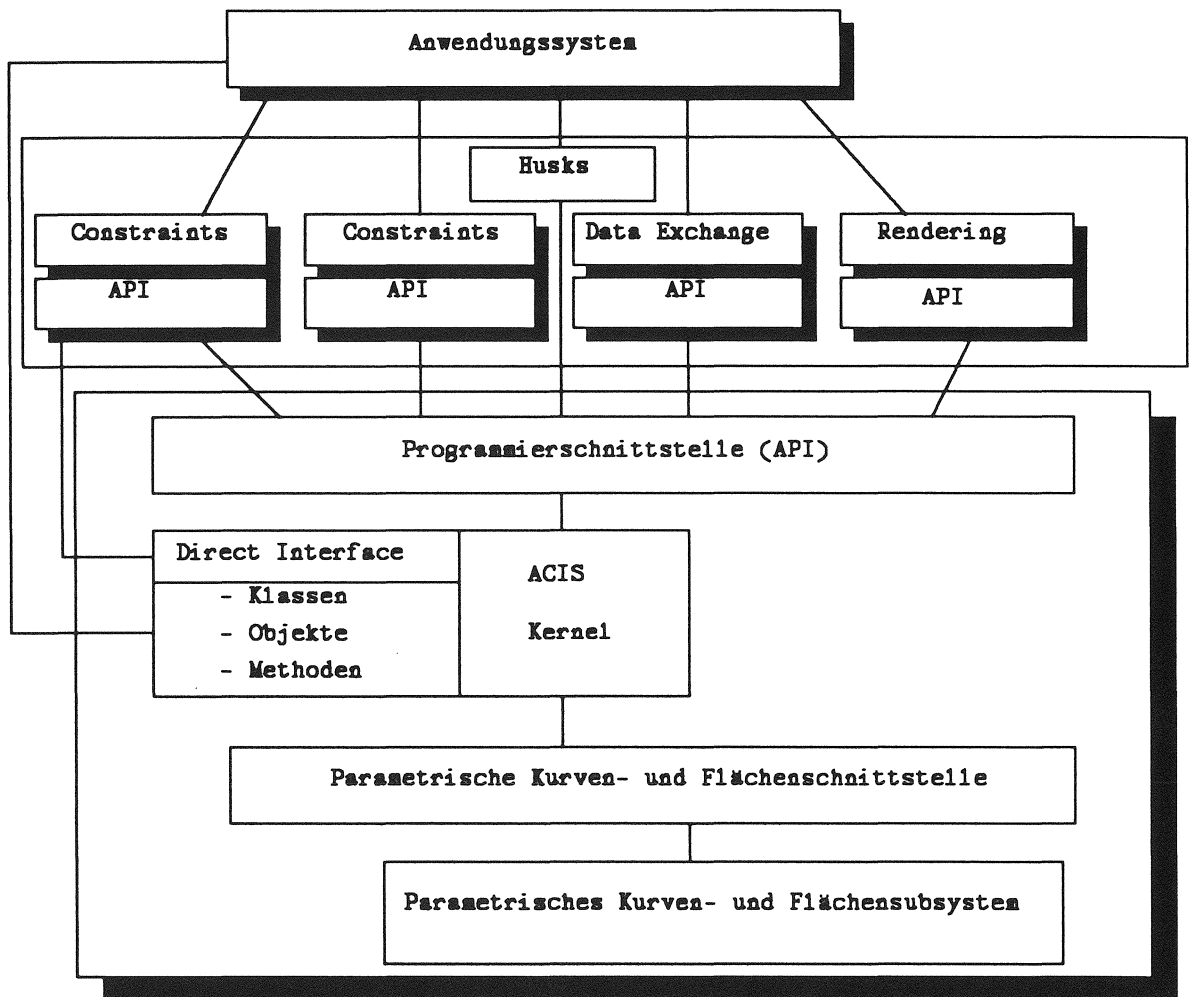 Anwendungssystem
Husks
Constraints
Constraints
Data Exchange
Rendering
API
API
API
API
Programmierschnittstelle (API)
Direct Interface
- Klassen
- Objekte
- Methoden
ACIS
Kernel
Parametrische Kurven- und Flächenschnittstelle
Parametrisches Kurven- und Flächensubsystem